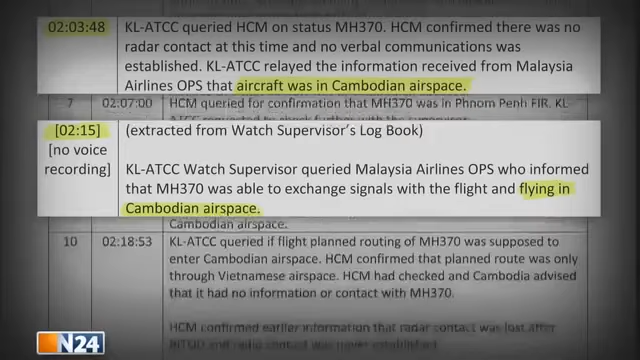 02:03:48 KL-ATCC queried HCM on status MH370. HCM confirmed there was no
radar contact at this time and no verbal communications was
established. KL-ATCC relayed the information received from Malaysia
Airlines OPS that aircraft was in Cambodian airspace.
7 02:07:00 HCM queried for confirmation that MH370 was in Phnom Penh FIR. KL-
[02:15] (extracted from Watch Supervisor's Log Book)
[no voice
recording] KL-ATCC Watch Supervisor queried Malaysia Airlines OPS who informed
that MH370 was able to exchange signals with the flight and flying in
Cambodian airspace.
Cambodian airspace.
10 02:18:53 KL-ATCC queried if flight planned routing of MH370 was supposed to
enter Cambodian airspace. HCM confirmed that planned route was only
through Vietnamese airspace. HCM had checked and Cambodia advised
that it had no information or contact with MH370.
HCM confirmed earlier information that radar contact was lost after
N24